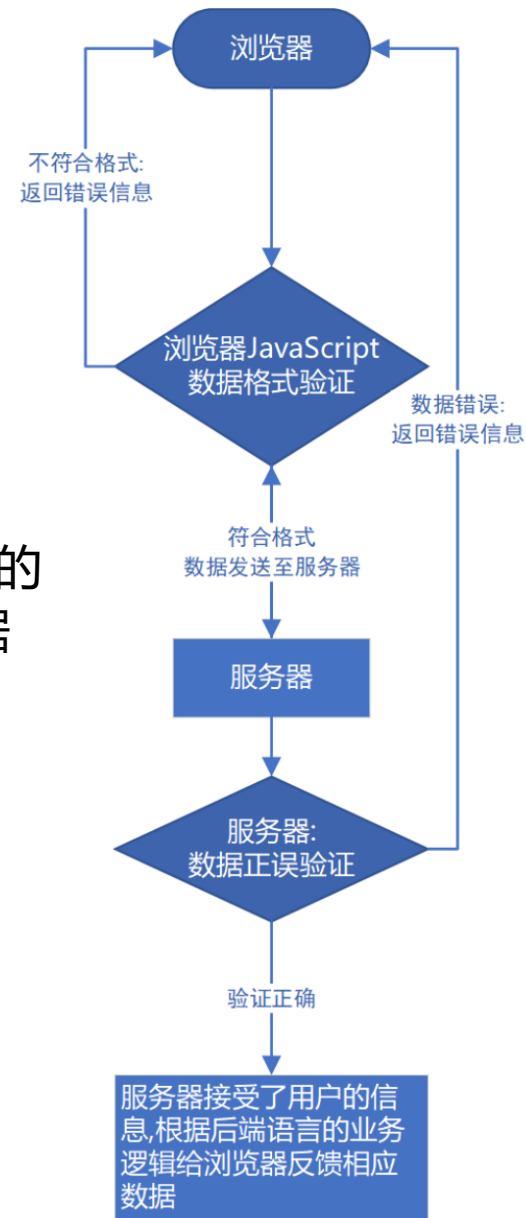 浏览器
不符合格式:
返回错误信息
浏览器JavaScript
数据格式验证
数据错误:
返回错误信息
符合格式
数据发送至服务器
的
服务器
服务器:
数据正误验证
验证正确
服务器接受了用户的信
息,根据后端语言的业务
逻辑给浏览器反馈相应
数据